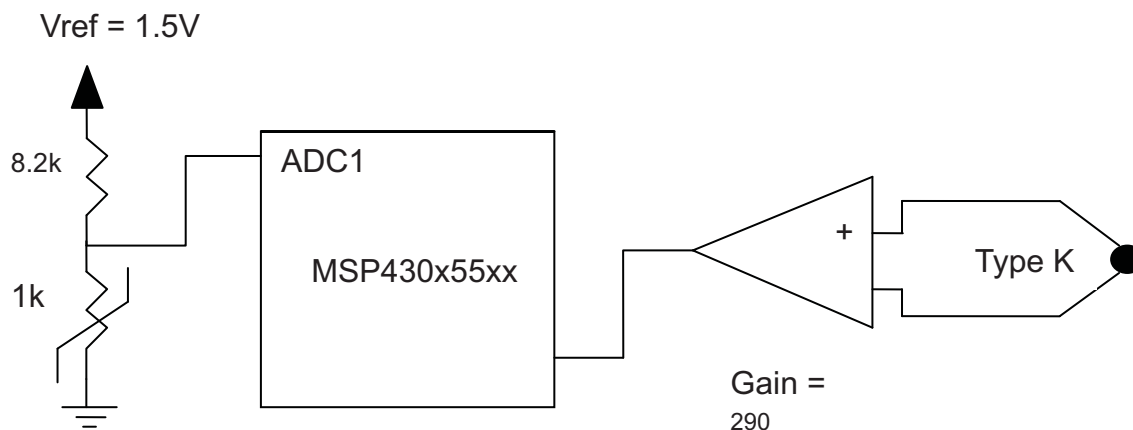 Vref = 1.5V
8.2k
ADC1
+
MSP430x55xx
Type K
1k
Gain =
290